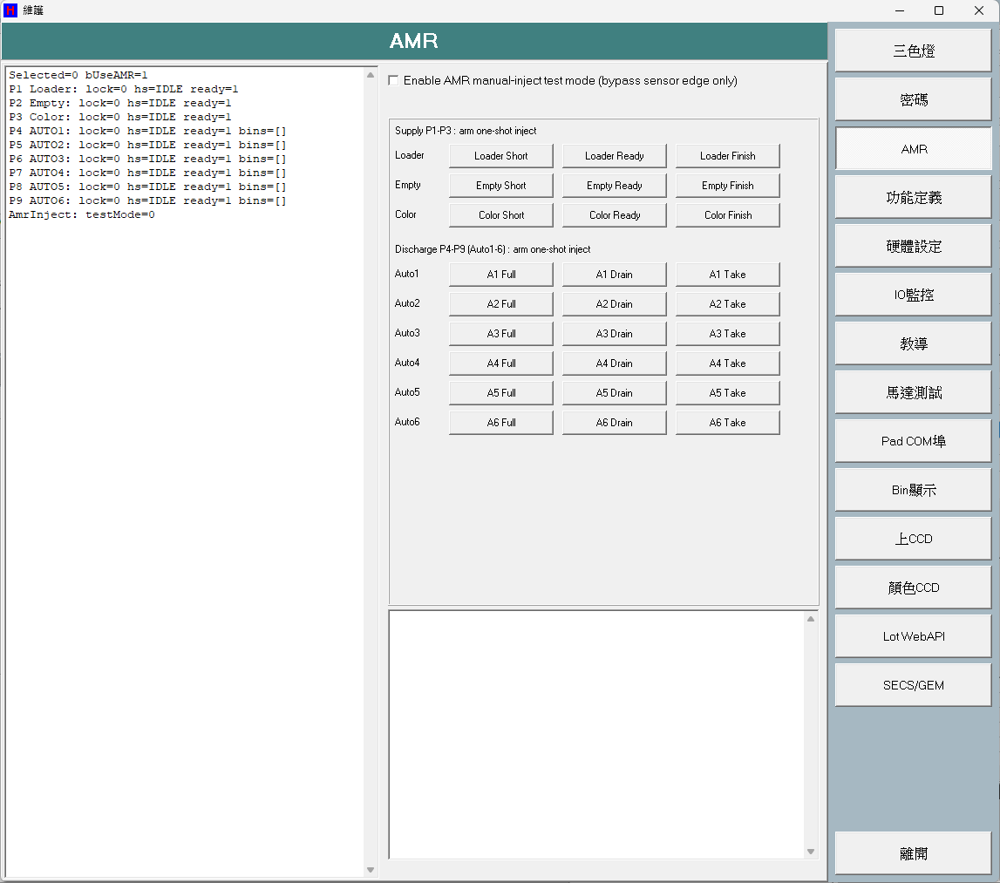 H 維護
AMR
Selected=0 bUseAMR=1
P1 Loader: lock=0 hs=IDLE ready=1
P2 Empty: lock=0 hs=IDLE ready=1
P3 Color: lock=0 hs=IDLE ready=1
P4 AUTO1: lock=0 hs=IDLE ready=1 bins=[]
P5 AUTO2: lock=0 hs=IDLE ready=1 bins=[]
P6 AUTO3: lock=0 hs=IDLE ready=1 bins=[]
P7 AUTO4: lock=0 hs=IDLE ready=1 bins=[]
P8 AUTO5: lock=0 hs=IDLE ready=1 bins=[]
P9 AUTO6: lock=0 hs=IDLE ready=1 bins=[]
AmrInject: testMode=0
Enable AMR manual-inject test mode (bypass sensor edge only)
Supply P1-P3 : arm one-shot inject
Loader Loader Short Loader Ready Loader Finish
Empty Empty Short Empty Ready Empty Finish
Color Color Short Color Ready Color Finish
Discharge P4-P9 (Auto1-6) : arm one-shot inject
Auto1 A1 Full A1 Drain A1 Take
Auto2 A2 Full A2 Drain A2 Take
Auto3 A3 Full A3 Drain A3 Take
Auto4 A4 Full A4 Drain A4 Take
Auto5 A5 Full A5 Drain A5 Take
Auto6 A6 Full A6 Drain A6 Take
三色燈
密碼
AMR
功能定義
硬體設定
IO監控
教導
馬達測試
Pad COM埠
Bin顯示
上CCD
顏色CCD
Lot WebAPI
SECS/GEM
離開